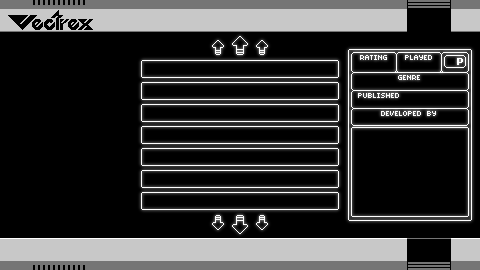 Vectrex
RATING PLAYED P
GENRE
PUBLISHED
DEVELOPED BY